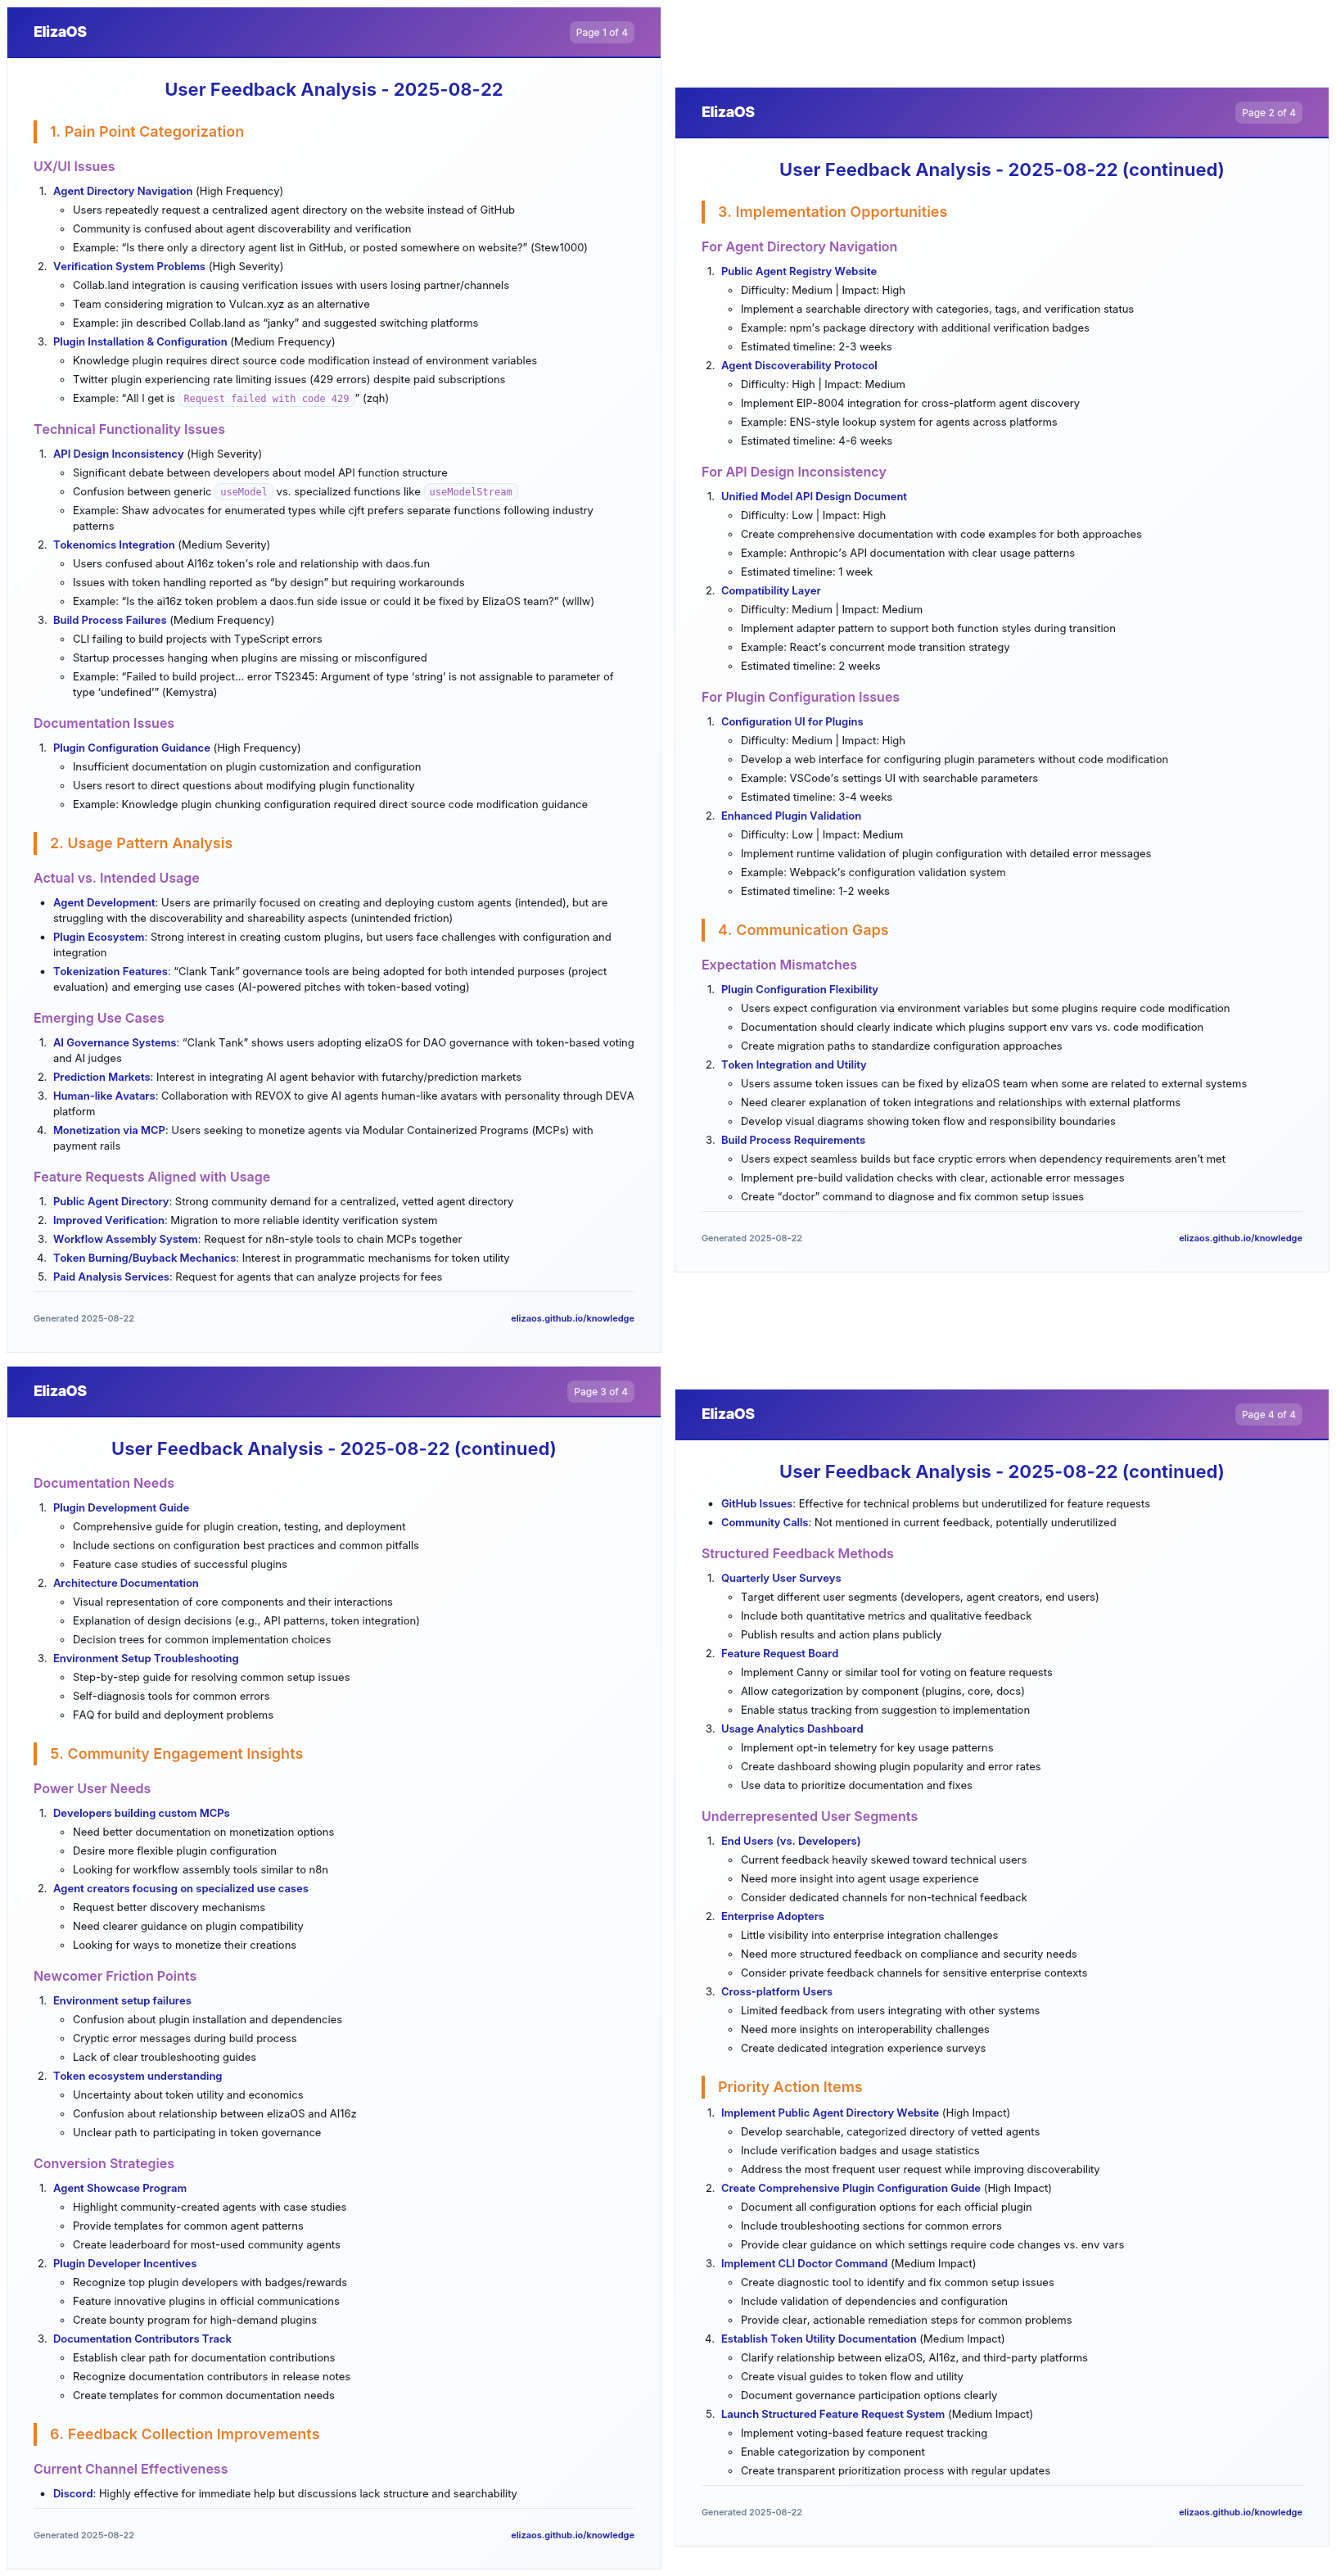 ElizaOS
Page 1 of 4
User Feedback Analysis - 2025-08-22
1. Pain Point Categorization
UX/UI Issues
1. Agent Directory Navigation (High Frequency)
◦ Users repeatedly request a centralized agent directory on the website instead of GitHub
◦ Community is confused about agent discoverability and verification
◦ Example: “Is there only a directory agent list in GitHub, or posted somewhere on website?” (Stew1000)
2. Verification System Problems (High Severity)
◦ Collab.land integration is causing verification issues with users losing partner/channels
◦ Team considering migration to Vulcan.xyz as an alternative
◦ Example: jin described Collab.land as “janky” and suggested switching platforms
3. Plugin Installation & Configuration (Medium Frequency)
◦ Knowledge plugin requires direct source code modification instead of environment variables
◦ Twitter plugin experiencing rate limiting issues (429 errors) despite paid subscriptions
◦ Example: “All I get is Request failed with code 429” (zqh)
Technical Functionality Issues
1. API Design Inconsistency (High Severity)
◦ Significant debate between developers about model API function structure
◦ Confusion between generic useModel vs. specialized functions like useModelStream
◦ Example: Shaw advocates for enumerated types while cjft prefers separate functions following industry
patterns
2. Tokenomics Integration (Medium Severity)
◦ Users confused about AI16z token’s role and relationship with daos.fun
◦ Issues with token handling reported as “by design” but requiring workarounds
◦ Example: “Is the ai16z token problem a daos.fun side issue or could it be fixed by ElizaOS team?” (wlllw)
3. Build Process Failures (Medium Frequency)
◦ CLI failing to build projects with TypeScript errors
◦ Startup processes hanging when plugins are missing or misconfigured
◦ Example: “Failed to build project... error TS2345: Argument of type ‘string’ is not assignable to parameter of
type ‘undefined’” (Kemystra)
Documentation Issues
1. Plugin Configuration Guidance (High Frequency)
◦ Insufficient documentation on plugin customization and configuration
◦ Users resort to direct questions about modifying plugin functionality
◦ Example: Knowledge plugin chunking configuration required direct source code modification guidance
2. Usage Pattern Analysis
Actual vs. Intended Usage
• Agent Development: Users are primarily focused on creating and deploying custom agents (intended), but are
struggling with the discoverability and shareability aspects (unintended friction)
• Plugin Ecosystem: Strong interest in creating custom plugins, but users face challenges with configuration and
integration
• Tokenization Features: “Clank Tank” governance tools are being adopted for both intended purposes (project
evaluation) and emerging use cases (AI-powered pitches with token-based voting)
Emerging Use Cases
1. AI Governance Systems: “Clank Tank” shows users adopting elizaOS for DAO governance with token-based voting
and AI judges
2. Prediction Markets: Interest in integrating AI agent behavior with futarchy/prediction markets
3. Human-like Avatars: Collaboration with REVOX to give AI agents human-like avatars with personality through DEVA
platform
4. Monetization via MCP: Users seeking to monetize agents via Modular Containerized Programs (MCPs) with
payment rails
Feature Requests Aligned with Usage
1. Public Agent Directory: Strong community demand for a centralized, vetted agent directory
2. Improved Verification: Migration to more reliable identity verification system
3. Workflow Assembly System: Request for n8n-style tools to chain MCPs together
4. Token Burning/Buyback Mechanics: Interest in programmatic mechanisms for token utility
5. Paid Analysis Services: Request for agents that can analyze projects for fees
Generated 2025-08-22
elizaos.github.io/knowledge
ElizaOS
Page 2 of 4
User Feedback Analysis - 2025-08-22 (continued)
3. Implementation Opportunities
For Agent Directory Navigation
1. Public Agent Registry Website
◦ Difficulty: Medium | Impact: High
◦ Implement a searchable directory with categories, tags, and verification status
◦ Example: npm’s package directory with additional verification badges
◦ Estimated timeline: 2-3 weeks
2. Agent Discoverability Protocol
◦ Difficulty: High | Impact: Medium
◦ Implement EIP-8004 integration for cross-platform agent discovery
◦ Example: ENS-style lookup system for agents across platforms
◦ Estimated timeline: 4-6 weeks
For API Design Inconsistency
1. Unified Model API Design Document
◦ Difficulty: Low | Impact: High
◦ Create comprehensive documentation with code examples for both approaches
◦ Example: Anthropic’s API documentation with clear usage patterns
◦ Estimated timeline: 1 week
2. Compatibility Layer
◦ Difficulty: Medium | Impact: Medium
◦ Implement adapter pattern to support both function styles during transition
◦ Example: React’s concurrent mode transition strategy
◦ Estimated timeline: 2 weeks
For Plugin Configuration Issues
1. Configuration UI for Plugins
◦ Difficulty: Medium | Impact: High
◦ Develop a web interface for configuring plugin parameters without code modification
◦ Example: VSCode’s settings UI with searchable parameters
◦ Estimated timeline: 3-4 weeks
2. Enhanced Plugin Validation
◦ Difficulty: Low | Impact: Medium
◦ Implement runtime validation of plugin configuration with detailed error messages
◦ Example: Webpack’s configuration validation system
◦ Estimated timeline: 1-2 weeks
4. Communication Gaps
Expectation Mismatches
1. Plugin Configuration Flexibility
◦ Users expect configuration via environment variables but some plugins require code modification
◦ Documentation should clearly indicate which plugins support env vars vs. code modification
◦ Create migration paths to standardize configuration approaches
2. Token Integration and Utility
◦ Users assume token issues can be fixed by elizaOS team when some are related to external systems
◦ Need clearer explanation of token integrations and relationships with external platforms
◦ Develop visual diagrams showing token flow and responsibility boundaries
3. Build Process Requirements
◦ Users expect seamless builds but face cryptic errors when dependency requirements aren’t met
◦ Implement pre-build validation checks with clear, actionable error messages
◦ Create “doctor” command to diagnose and fix common setup issues
Generated 2025-08-22
elizaos.github.io/knowledge
ElizaOS
Page 3 of 4
User Feedback Analysis - 2025-08-22 (continued)
Documentation Needs
1. Plugin Development Guide
◦ Comprehensive guide for plugin creation, testing, and deployment
◦ Include sections on configuration best practices and common pitfalls
◦ Feature case studies of successful plugins
2. Architecture Documentation
◦ Visual representation of core components and their interactions
◦ Explanation of design decisions (e.g., API patterns, token integration)
◦ Decision trees for common implementation choices
3. Environment Setup Troubleshooting
◦ Step-by-step guide for resolving common setup issues
◦ Self-diagnosis tools for common errors
◦ FAQ for build and deployment problems
5. Community Engagement Insights
Power User Needs
1. Developers building custom MCPs
◦ Need better documentation on monetization options
◦ Desire more flexible plugin configuration
◦ Looking for workflow assembly tools similar to n8n
2. Agent creators focusing on specialized use cases
◦ Request better discovery mechanisms
◦ Need clearer guidance on plugin compatibility
◦ Looking for ways to monetize their creations
Newcomer Friction Points
1. Environment setup failures
◦ Confusion about plugin installation and dependencies
◦ Cryptic error messages during build process
◦ Lack of clear troubleshooting guides
2. Token ecosystem understanding
◦ Uncertainty about token utility and economics
◦ Confusion about relationship between elizaOS and AI16z
◦ Unclear path to participating in token governance
Conversion Strategies
1. Agent Showcase Program
◦ Highlight community-created agents with case studies
◦ Provide templates for common agent patterns
◦ Create leaderboard for most-used community agents
2. Plugin Developer Incentives
◦ Recognize top plugin developers with badges/rewards
◦ Feature innovative plugins in official communications
◦ Create bounty program for high-demand plugins
3. Documentation Contributors Track
◦ Establish clear path for documentation contributions
◦ Recognize documentation contributors in release notes
◦ Create templates for common documentation needs
6. Feedback Collection Improvements
Current Channel Effectiveness
• Discord: Highly effective for immediate help but discussions lack structure and searchability
Generated 2025-08-22
elizaos.github.io/knowledge
ElizaOS
Page 4 of 4
User Feedback Analysis - 2025-08-22 (continued)
• GitHub Issues: Effective for technical problems but underutilized for feature requests
• Community Calls: Not mentioned in current feedback, potentially underutilized
Structured Feedback Methods
1. Quarterly User Surveys
◦ Target different user segments (developers, agent creators, end users)
◦ Include both quantitative metrics and qualitative feedback
◦ Publish results and action plans publicly
2. Feature Request Board
◦ Implement Canny or similar tool for voting on feature requests
◦ Allow categorization by component (plugins, core, docs)
◦ Enable status tracking from suggestion to implementation
3. Usage Analytics Dashboard
◦ Implement opt-in telemetry for key usage patterns
◦ Create dashboard showing plugin popularity and error rates
◦ Use data to prioritize documentation and fixes
Underrepresented User Segments
1. End Users (vs. Developers)
◦ Current feedback heavily skewed toward technical users
◦ Need more insight into agent usage experience
◦ Consider dedicated channels for non-technical feedback
2. Enterprise Adopters
◦ Little visibility into enterprise integration challenges
◦ Need more structured feedback on compliance and security needs
◦ Consider private feedback channels for sensitive enterprise contexts
3. Cross-platform Users
◦ Limited feedback from users integrating with other systems
◦ Need more insights on interoperability challenges
◦ Create dedicated integration experience surveys
Priority Action Items
1. Implement Public Agent Directory Website (High Impact)
◦ Develop searchable, categorized directory of vetted agents
◦ Include verification badges and usage statistics
◦ Address the most frequent user request while improving discoverability
2. Create Comprehensive Plugin Configuration Guide (High Impact)
◦ Document all configuration options for each official plugin
◦ Include troubleshooting sections for common errors
◦ Provide clear guidance on which settings require code changes vs. env vars
3. Implement CLI Doctor Command (Medium Impact)
◦ Create diagnostic tool to identify and fix common setup issues
◦ Include validation of dependencies and configuration
◦ Provide clear, actionable remediation steps for common problems
4. Establish Token Utility Documentation (Medium Impact)
◦ Clarify relationship between elizaOS, AI16z, and third-party platforms
◦ Create visual guides to token flow and utility
◦ Document governance participation options clearly
5. Launch Structured Feature Request System (Medium Impact)
◦ Implement voting-based feature request tracking
◦ Enable categorization by component
◦ Create transparent prioritization process with regular updates
Generated 2025-08-22
elizaos.github.io/knowledge